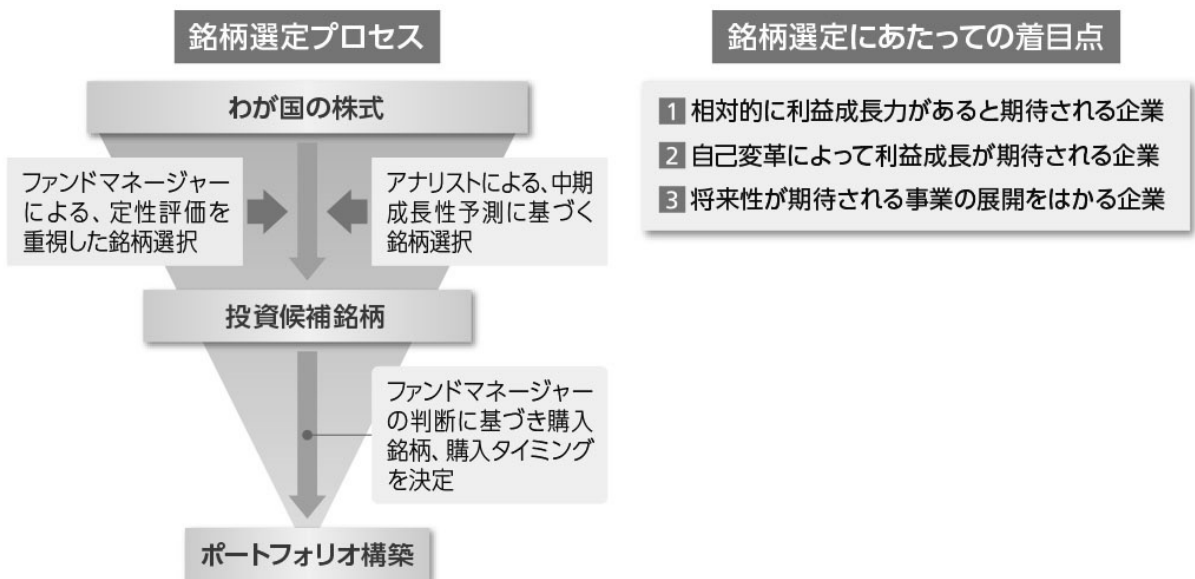 銘柄選定プロセス
わが国の株式
ファンドマネージャー
による、定性評価を
重視した銘柄選択
アナリストによる、中期
成長性予測に基づく
銘柄選択
投資候補銘柄
ファンドマネージャー
の判断に基づき購入
銘柄、購入タイミング
を決定
ポートフォリオ構築
銘柄選定にあたっての着目点
1 相対的に利益成長力があると期待される企業
2 自己変革によって利益成長が期待される企業
3 将来性が期待される事業の展開をはかる企業